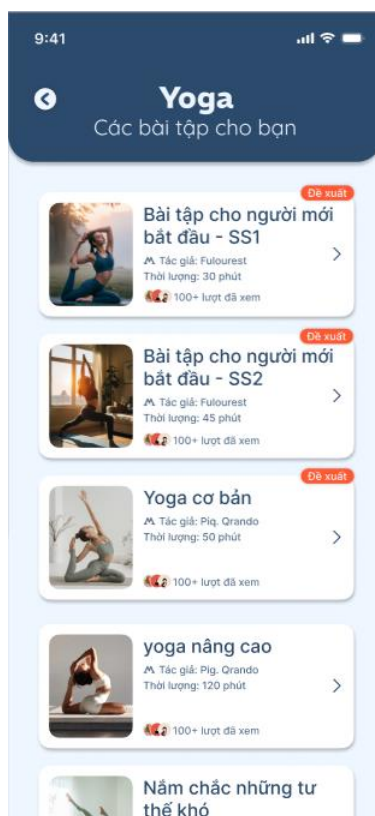 9:41
Yoga
Các bài tập cho bạn
Đề xuất
Bài tập cho người mới
bắt đầu - SS1
Tác giả: Fulourest
Thời lượng: 30 phút
100+ lượt đã xem
Đề xuất
Bài tập cho người mới
bắt đầu - SS2
Tác giả: Fulourest
Thời lượng: 45 phút
100+ lượt đã xem
Đề xuất
Yoga cơ bản
Tác giả: Piq. Qrando
Thời lượng: 50 phút
100+ lượt đã xem
yoga nâng cao
Tác giả: Pig. Qrando
Thời lượng: 120 phút
100+ lượt đã xem
Nắm chắc những tư
thế khó